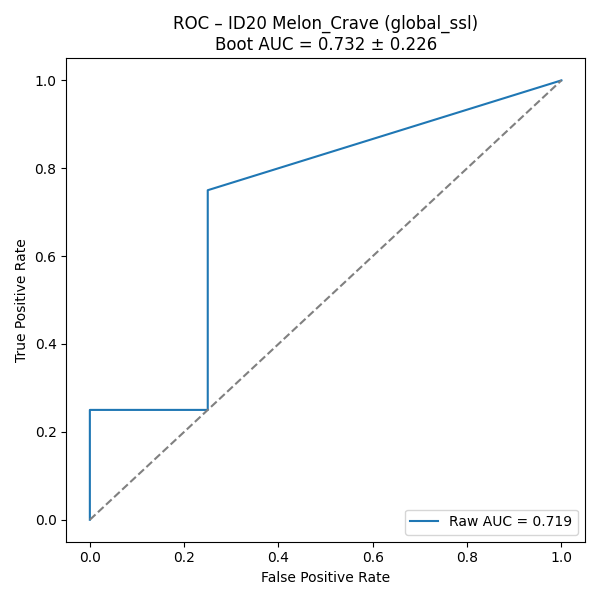 ROC – ID20 Melon_Crave (global_ssl)
Boot AUC = 0.732 ± 0.226
True Positive Rate
1.0
0.8
0.6
0.4
0.2
0.0
Raw AUC = 0.719
0.0 0.2 0.4 0.6 0.8 1.0
False Positive Rate